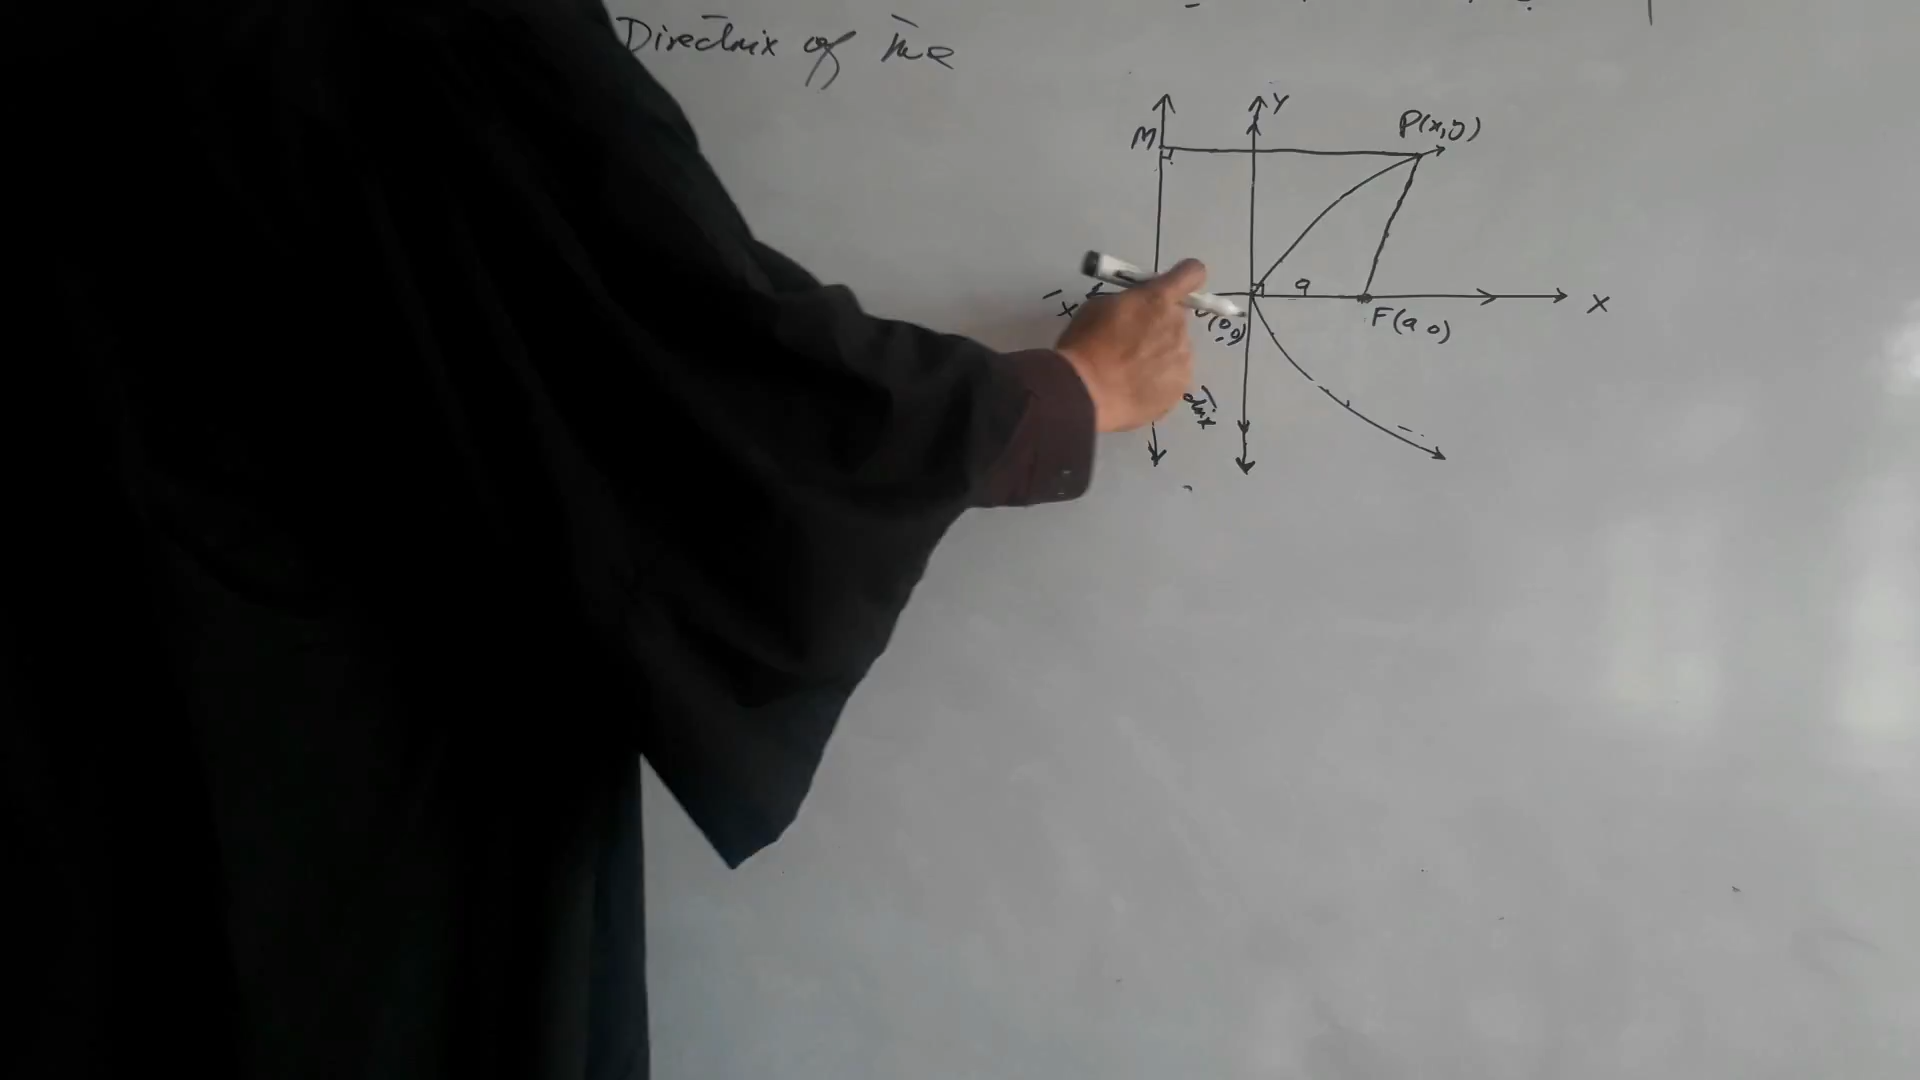 Directrix of the
Y
M
P(x,y)
a
-X
X
(0,0)
F(a,0)